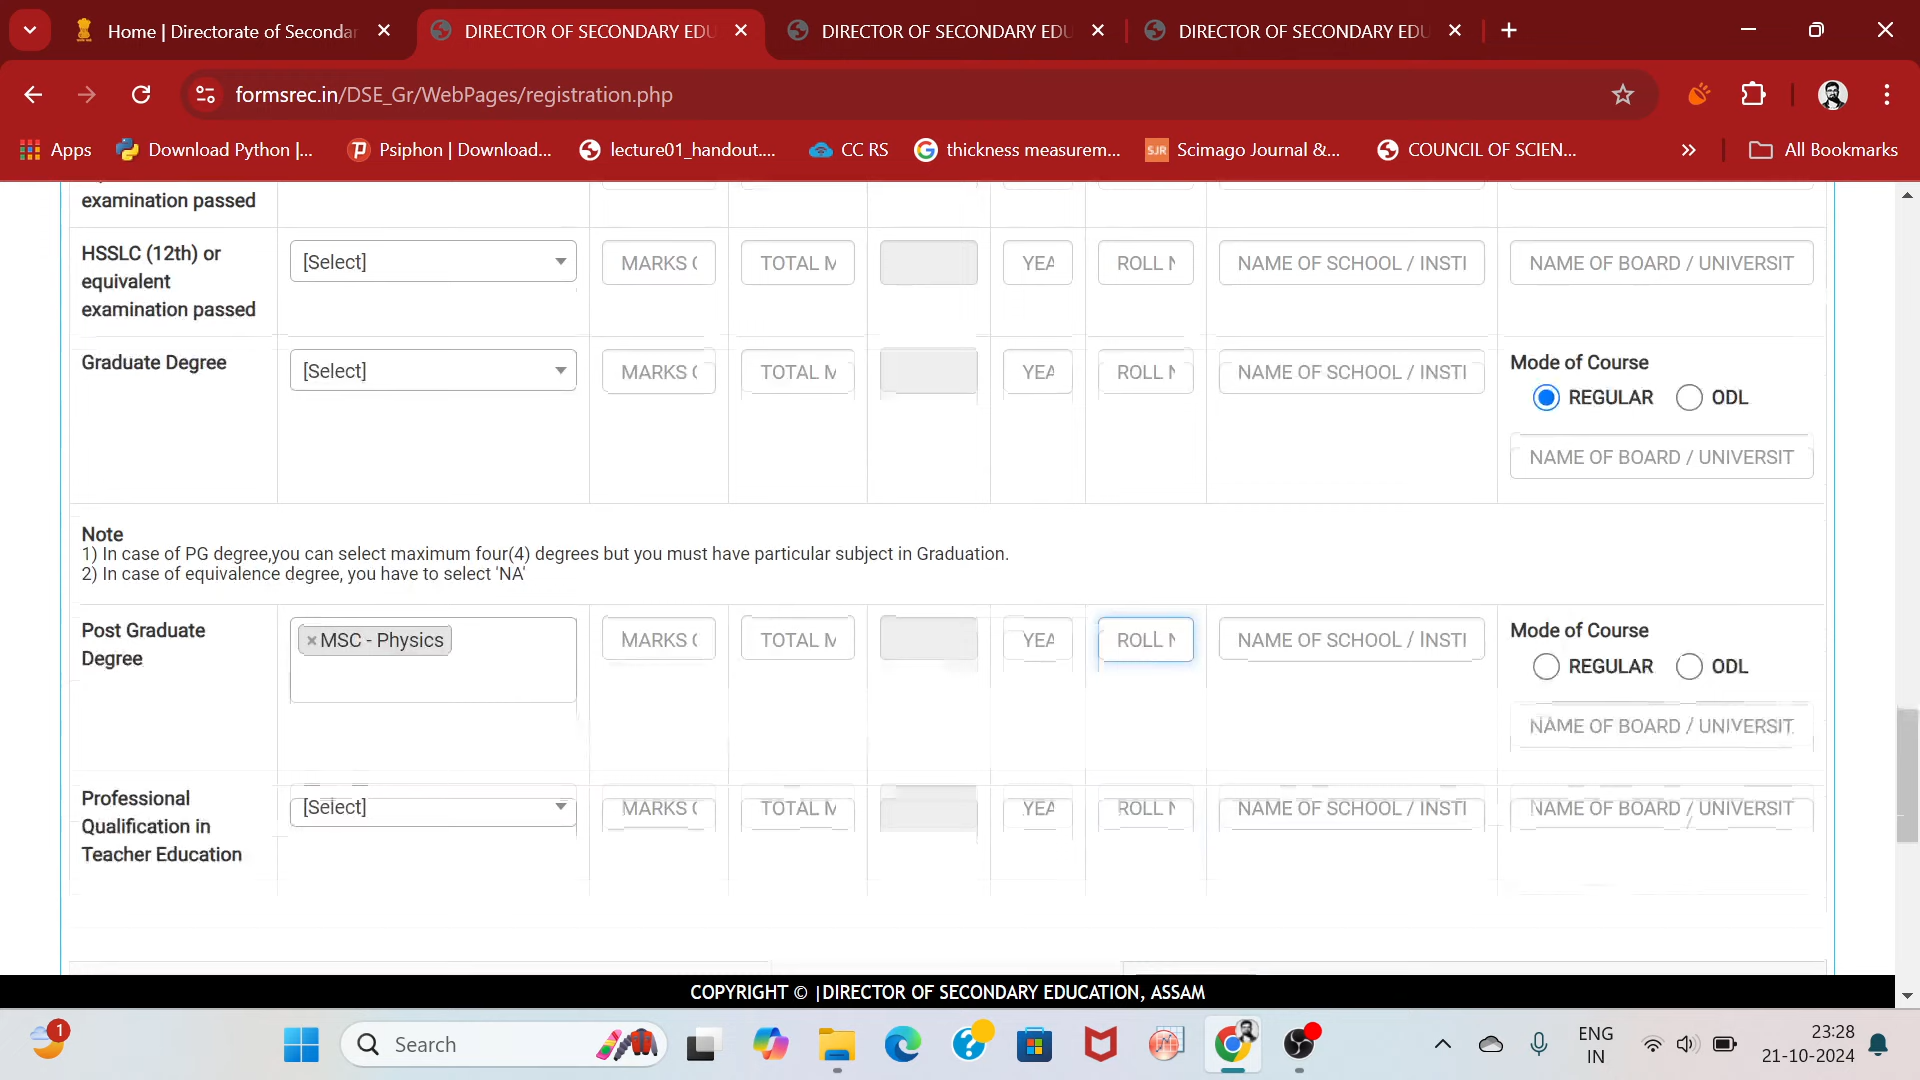 Home | Directorate of Secondar
DIRECTOR OF SECONDARY EDU
DIRECTOR OF SECONDARY EDU
DIRECTOR OF SECONDARY EDU
formsrec.in/DSE_Gr/WebPages/registration.php
Apps
Download Python |...
Psiphon | Download...
lecture01_handout....
CC RS
thickness measurem...
SJR
Scimago Journal &...
COUNCIL OF SCIEN...
All Bookmarks
examination passed
HSSLC (12th) or
equivalent
examination passed
[Select]
MARKS
TOTAL M
YEA
ROLL N
NAME OF SCHOOL / INSTI
NAME OF BOARD / UNIVERSIT
Graduate Degree
[Select]
MARKS
TOTAL M
YEA
ROLL N
NAME OF SCHOOL / INSTI
Mode of Course
REGULAR
ODL
NAME OF BOARD / UNIVERSIT
Note
1) In case of PG degree,you can select maximum four(4) degrees but you must have particular subject in Graduation.
2) In case of equivalence degree, you have to select 'NA'
Post Graduate
Degree
×MSC - Physics
MARKS
TOTAL M
YEA
ROLL N
NAME OF SCHOOL / INSTI
Mode of Course
REGULAR
ODL
NAME OF BOARD / UNIVERSIT
Professional
Qualification in
Teacher Education
[Select]
MARKS
TOTAL M
YEA
ROLL N
NAME OF SCHOOL / INSTI
NAME OF BOARD / UNIVERSIT
COPYRIGHT © |DIRECTOR OF SECONDARY EDUCATION, ASSAM
1
Search
ENG
IN
23:28
21-10-2024